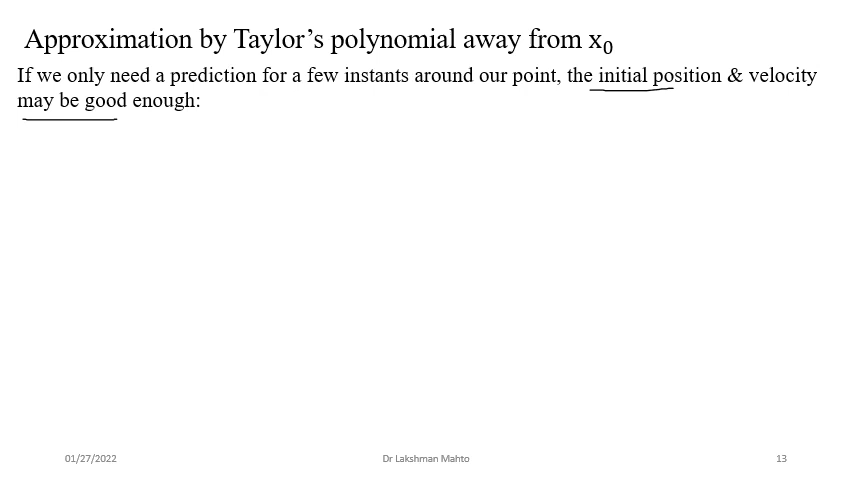 Approximation by Taylor’s polynomial away from x₀
If we only need a prediction for a few instants around our point, the initial position & velocity
may be good enough:
01/27/2022
Dr Lakshman Mahto
13